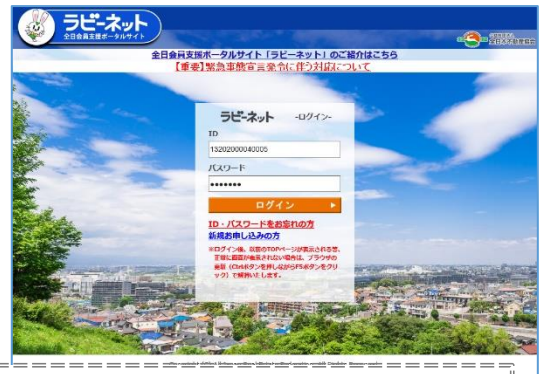 ラビーネット
全日会員支援ポータルサイト
全日本不動産協会
全日会員支援ポータルサイト「ラビーネット」のご紹介はこちら
【重要】緊急事態宣言発令に伴う対応について
ラビーネット -ログイン-
ID
13202000040005
パスワード
•••••••
ログイン
ID・パスワードをお忘れの方
新規お申し込みの方
※ログイン後、以前のTOPページが表示される等、
正常に画面が表示されない場合は、ブラウザの
更新(Ctrlボタンを押しながらF5ボタンをクリ
ック)で解消いたします。